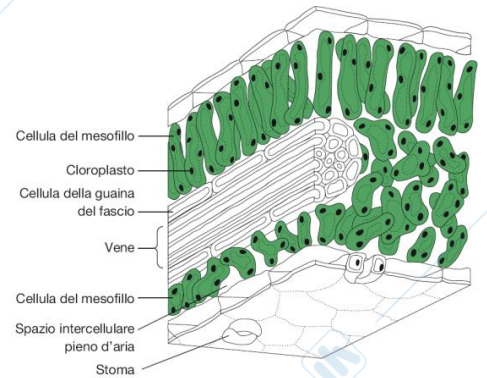 Cellula del mesofillo
Cloroplasto
Cellula della guaina
del fascio
Vene
Cellula del mesofillo
Spazio intercellulare
pieno d'aria
Stoma